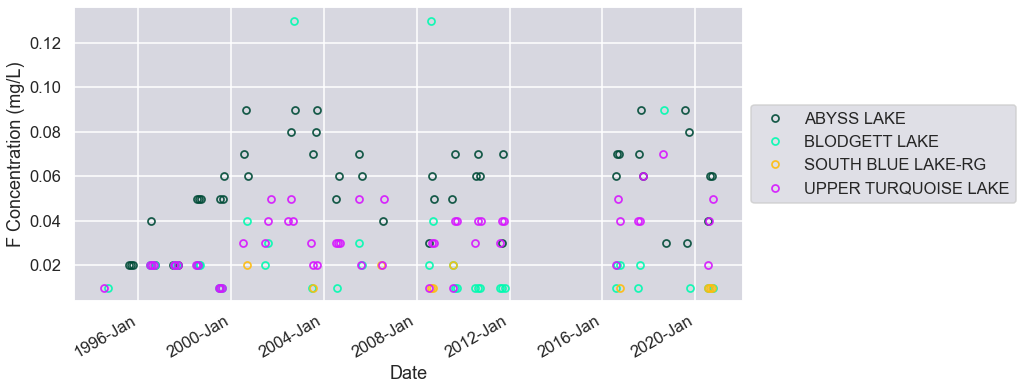 F Concentration (mg/L)
0.12
0.10
0.08
0.06
0.04
0.02
1996-Jan
2000-Jan
2004-Jan
2008-Jan
2012-Jan
2016-Jan
2020-Jan
Date
ABYSS LAKE
BLODGETT LAKE
SOUTH BLUE LAKE-RG
UPPER TURQUOISE LAKE